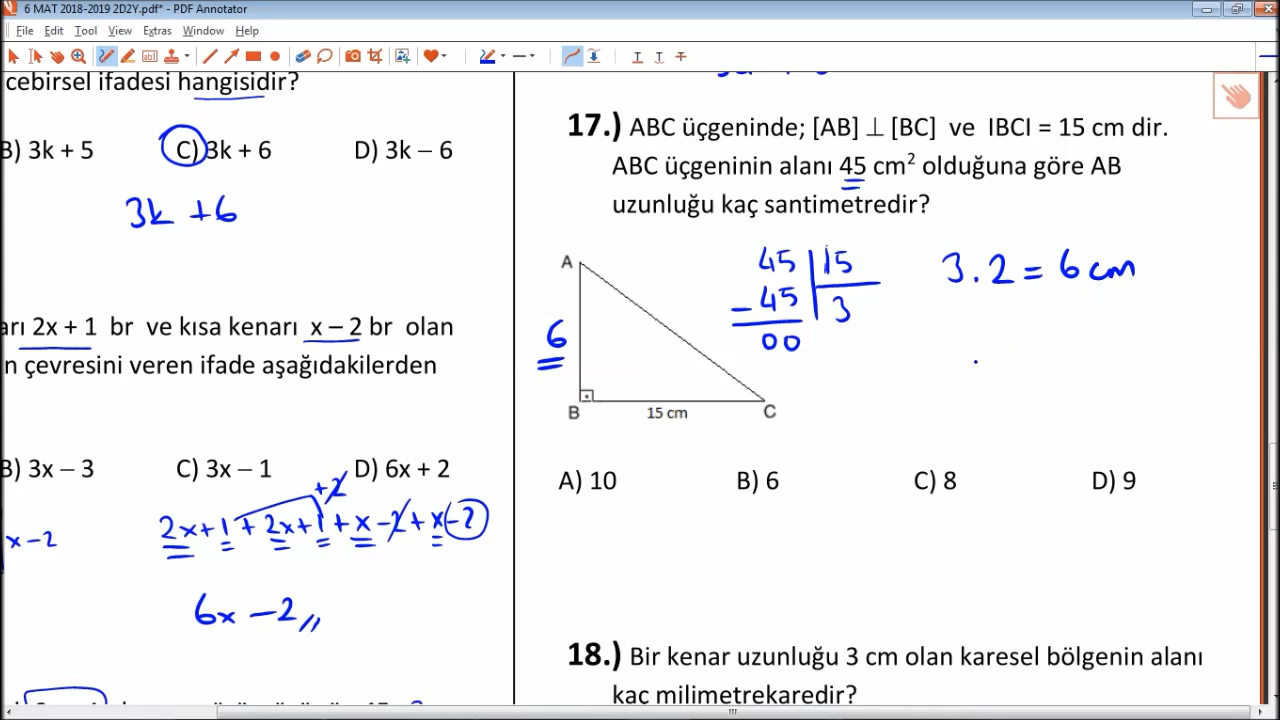 6 MAT 2018-2019 2D2Y.pdf* - PDF Annotator
File Edit Tool View Extras Window Help
cebirsel ifadesi hangisidir?
B) 3k + 5 C) 3k + 6 D) 3k – 6
3k +6
arı 2x + 1 br ve kısa kenarı x – 2 br olan
n çevresini veren ifade aşağıdakilerden
B) 3x – 3 C) 3x – 1 D) 6x + 2
+2
x-2
2x+1+2x+1+x-2+x-2
6x -2
17.) ABC üçgeninde; [AB] ⊥ [BC] ve IBCI = 15 cm dir.
ABC üçgeninin alanı 45 cm² olduğuna göre AB
uzunluğu kaç santimetredir?
A
B
C
15 cm
6
45 15
-45 3
00
3.2=6cm
A) 10 B) 6 C) 8 D) 9
18.) Bir kenar uzunluğu 3 cm olan karesel bölgenin alanı
kaç milimetrekaredir?